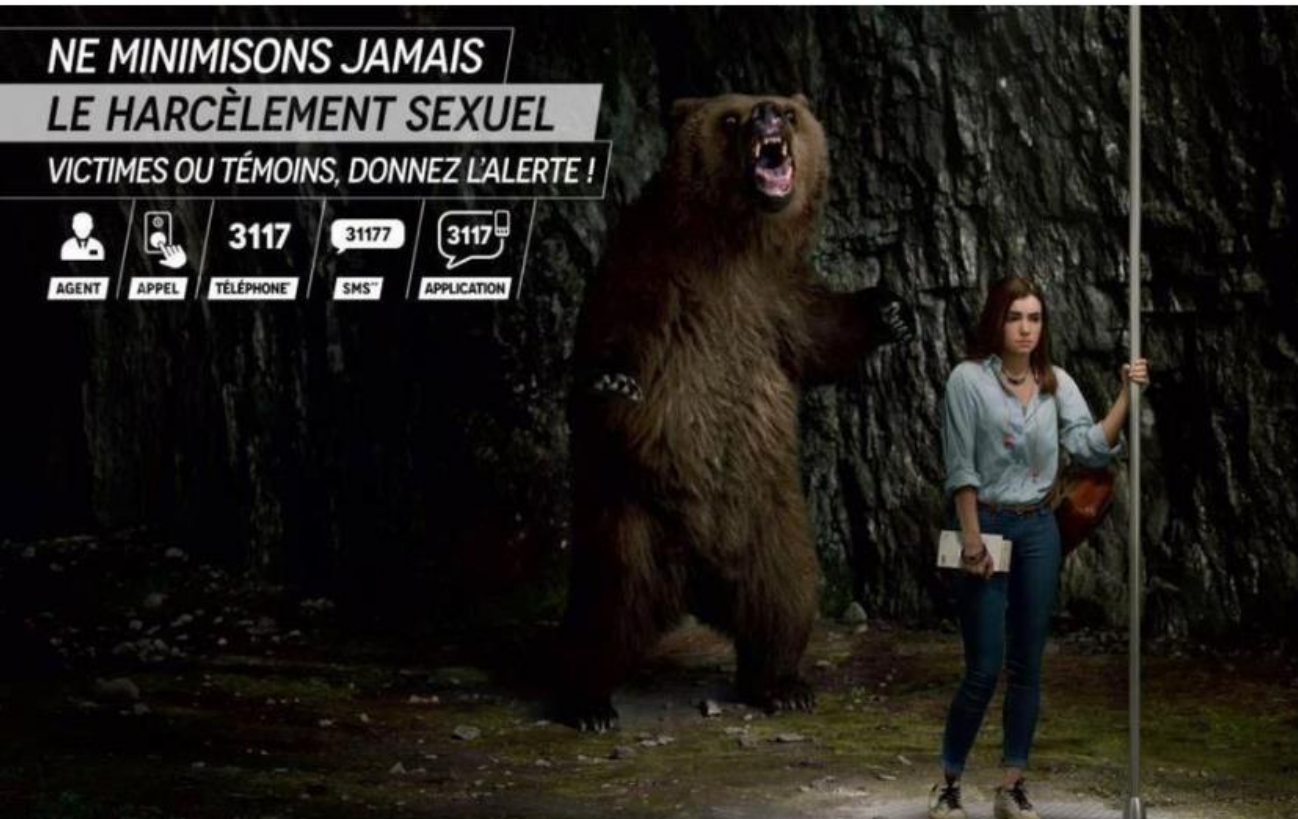 NE MINIMISONS JAMAIS
LE HARCÈLEMENT SEXUEL
VICTIMES OU TÉMOINS, DONNEZ L'ALERTE !
3117 31177 3117
AGENT APPEL TÉLÉPHONE* SMS** APPLICATION